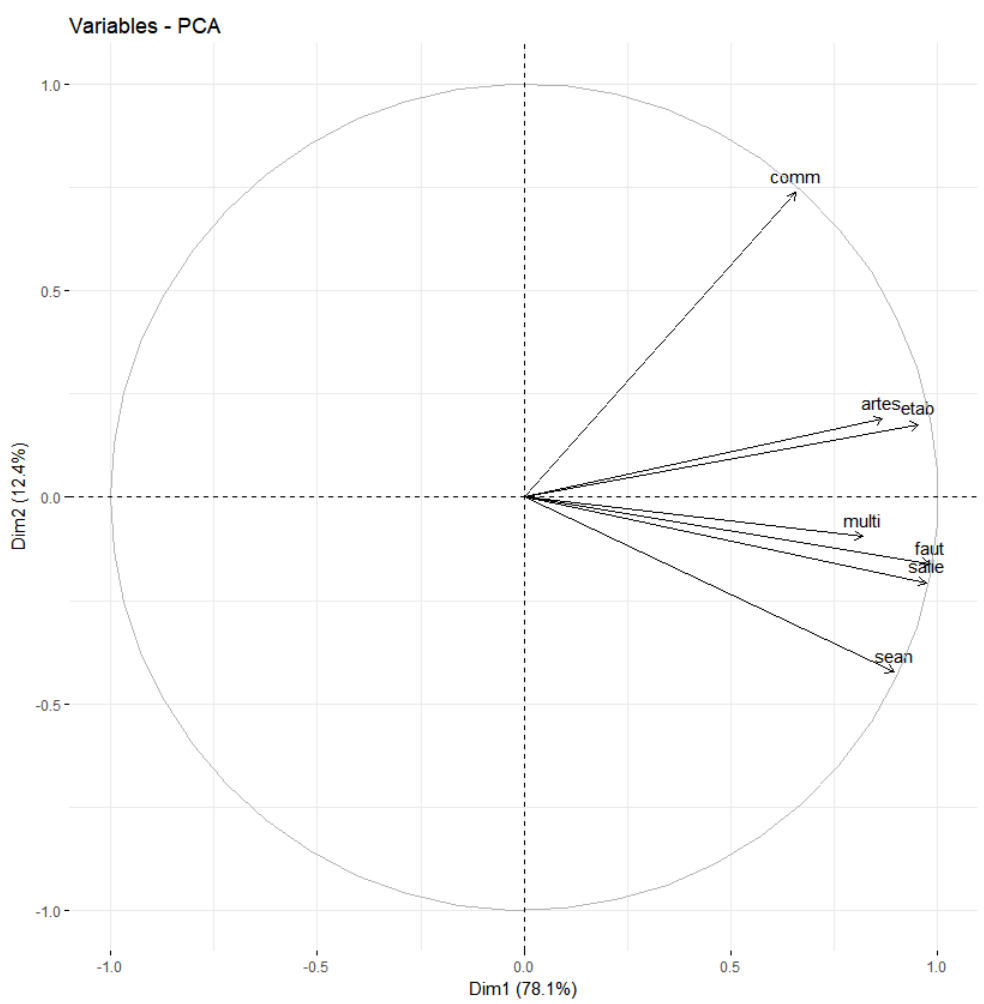 Variables - PCA
1.0
comm
0.5
artes
etab
Dim2 (12.4%)
0.0
multi
faut
salle
sean
-0.5
-1.0
-1.0
-0.5
0.0
0.5
1.0
Dim1 (78.1%)